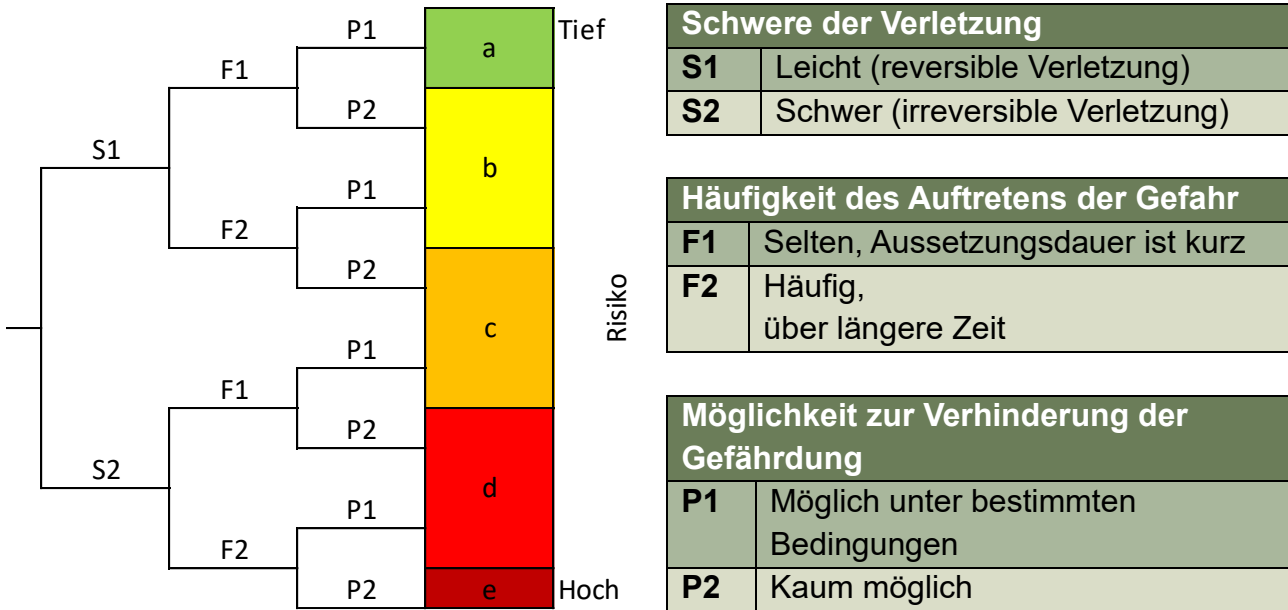 P1
a
Tief
F1
P2
S1
b
P1
F2
P2
c
Risiko
P1
F1
P2
S2
d
P1
F2
e
P2
Hoch
Schwere der Verletzung
S1 Leicht (reversible Verletzung)
S2 Schwer (irreversible Verletzung)
Häufigkeit des Auftretens der Gefahr
F1 Selten, Aussetzungsdauer ist kurz
F2 Häufig,
über längere Zeit
Möglichkeit zur Verhinderung der
Gefährdung
P1 Möglich unter bestimmten
Bedingungen
P2 Kaum möglich